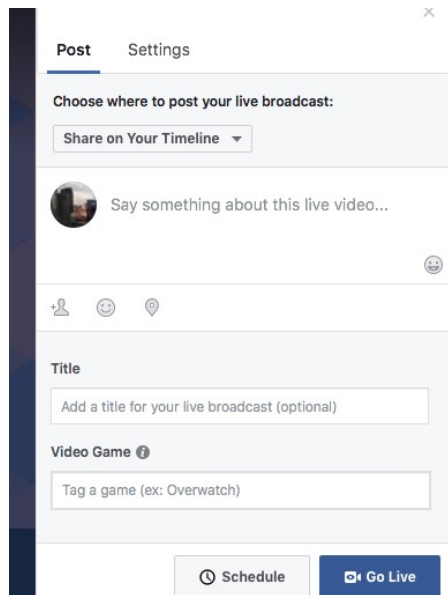 Post Settings
Choose where to post your live broadcast:
Share on Your Timeline
Say something about this live video...
Title
Add a title for your live broadcast (optional)
Video Game
Tag a game (ex: Overwatch)
Schedule Go Live